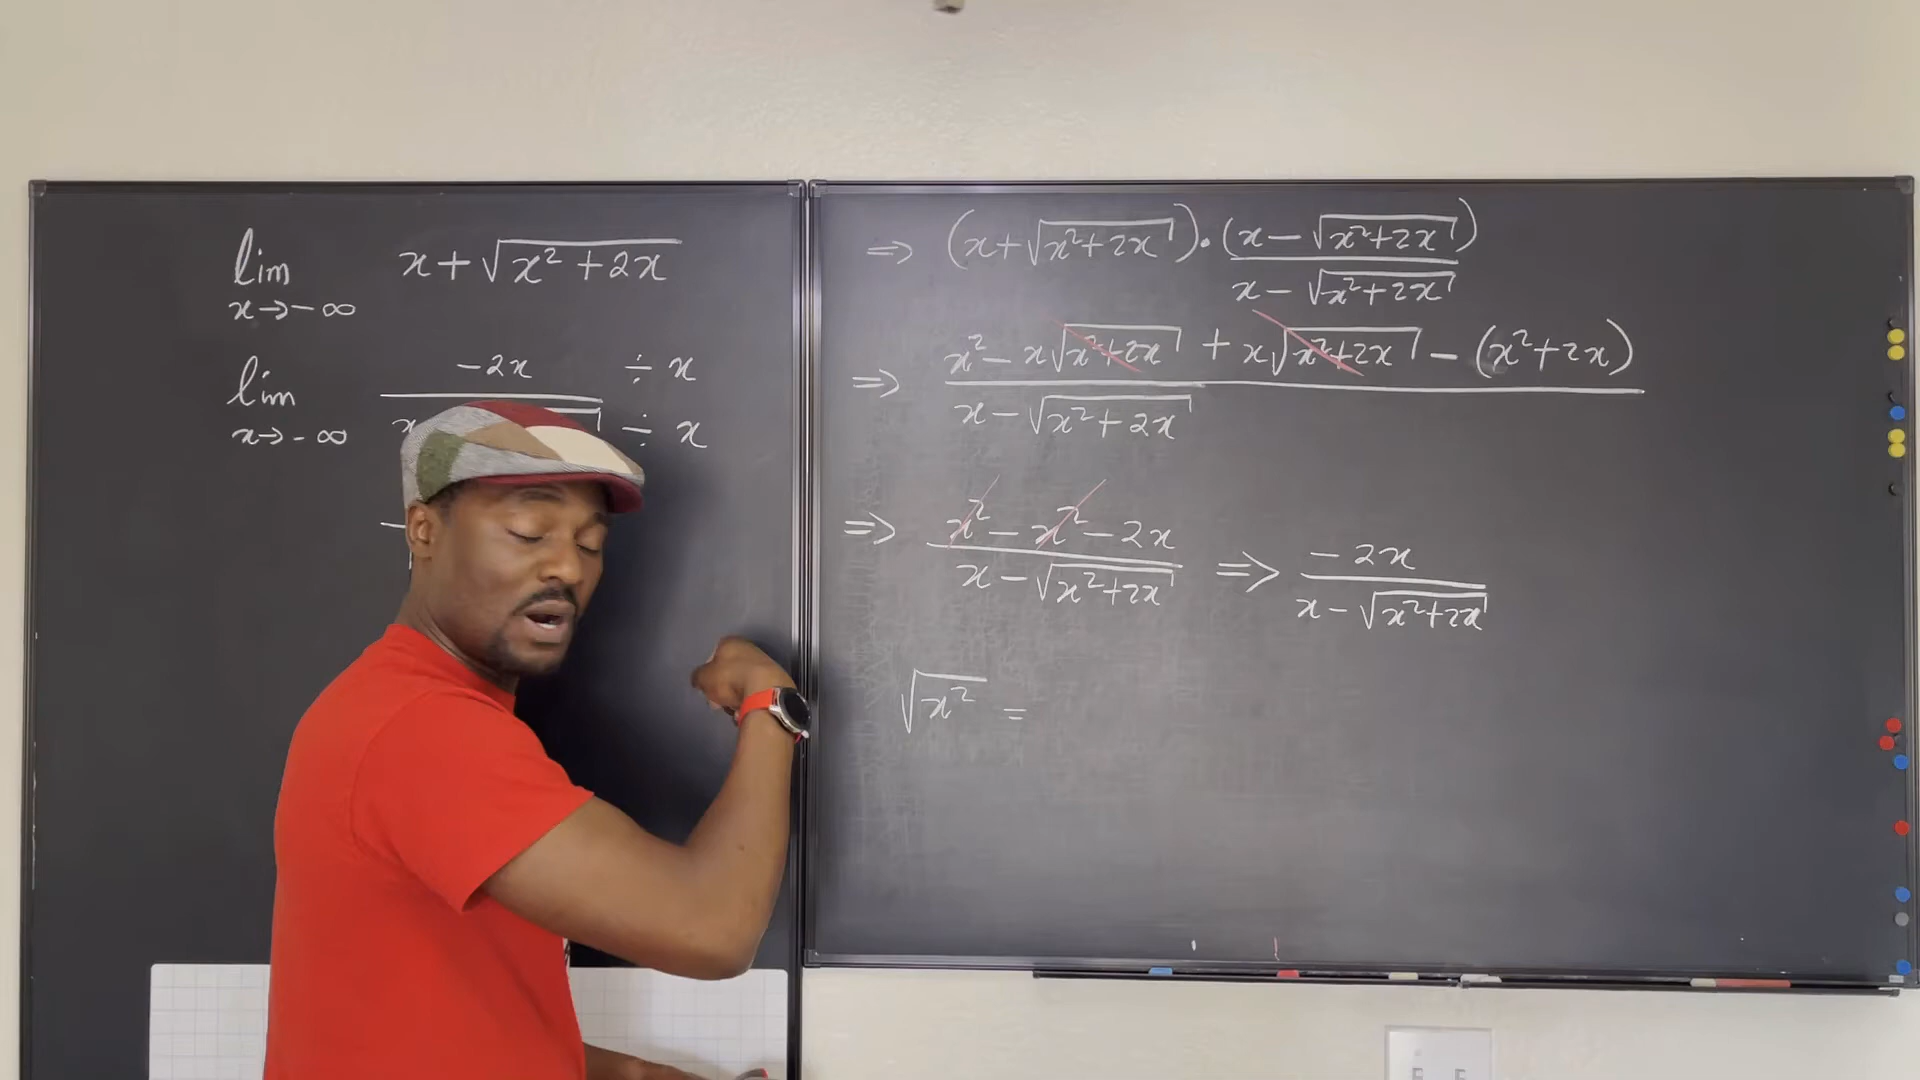 lim x + √(x² + 2x)
x → -∞
lim -2x ÷ x
x → -∞ x ÷ x
-
⇒ (x + √(x² + 2x)) · (x - √(x² + 2x))
x - √(x² + 2x)
⇒ x² - x√(x² + 2x) + x√(x² + 2x) - (x² + 2x)
x - √(x² + 2x)
⇒ x² - x² - 2x
x - √(x² + 2x)
⇒ -2x
x - √(x² + 2x)
√(x²) =